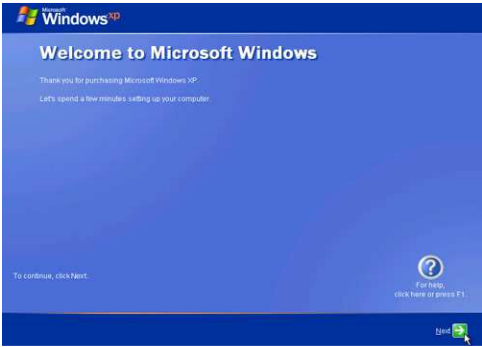 Microsoft
Windows xp
Welcome to Microsoft Windows
Thank you for purchasing Microsoft Windows XP.
Let's spend a few minutes setting up your computer.
To continue, click Next.
For help,
click here or press F1.
Next